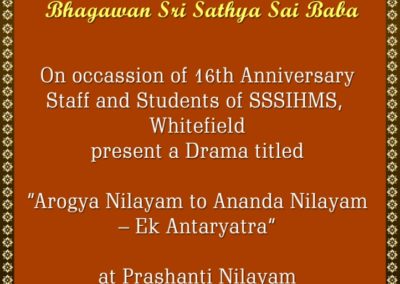 Bhagawan Sri Sathya Sai Baba
On occassion of 16th Anniversary
Staff and Students of SSSIHMS,
Whitefield
present a Drama titled
"Arogya Nilayam to Ananda Nilayam
– Ek Antaryatra"
at Prashanti Nilayam